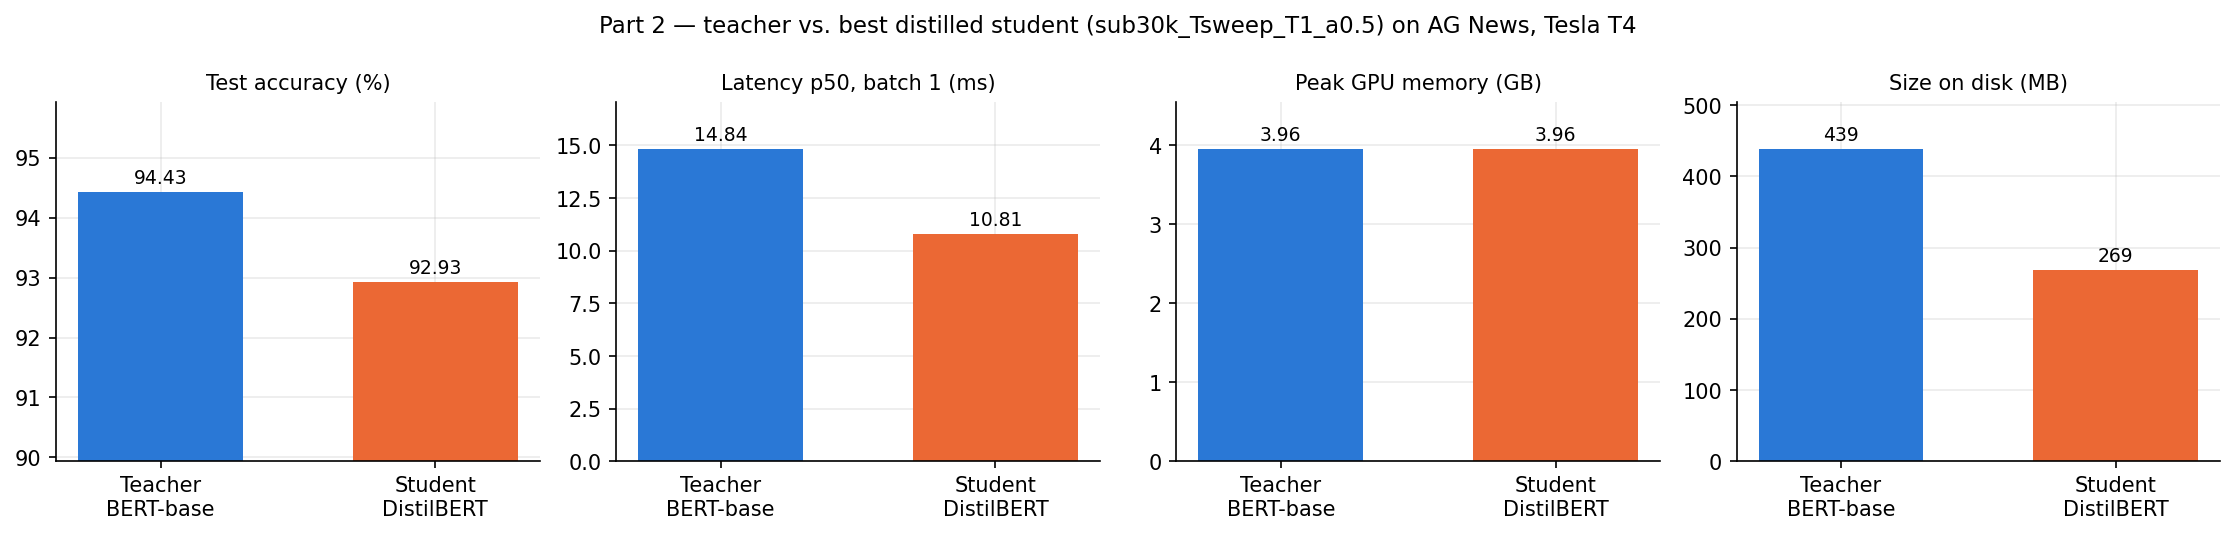 Part 2 — teacher vs. best distilled student (sub30k_Tsweep_T1_a0.5) on AG News, Tesla T4
Test accuracy (%)
95
94
93
92
91
90
94.43
92.93
Teacher
BERT-base
Student
DistilBERT
Latency p50, batch 1 (ms)
15.0
12.5
10.0
7.5
5.0
2.5
0.0
14.84
10.81
Teacher
BERT-base
Student
DistilBERT
Peak GPU memory (GB)
4
3
2
1
0
3.96
3.96
Teacher
BERT-base
Student
DistilBERT
Size on disk (MB)
500
400
300
200
100
0
439
269
Teacher
BERT-base
Student
DistilBERT